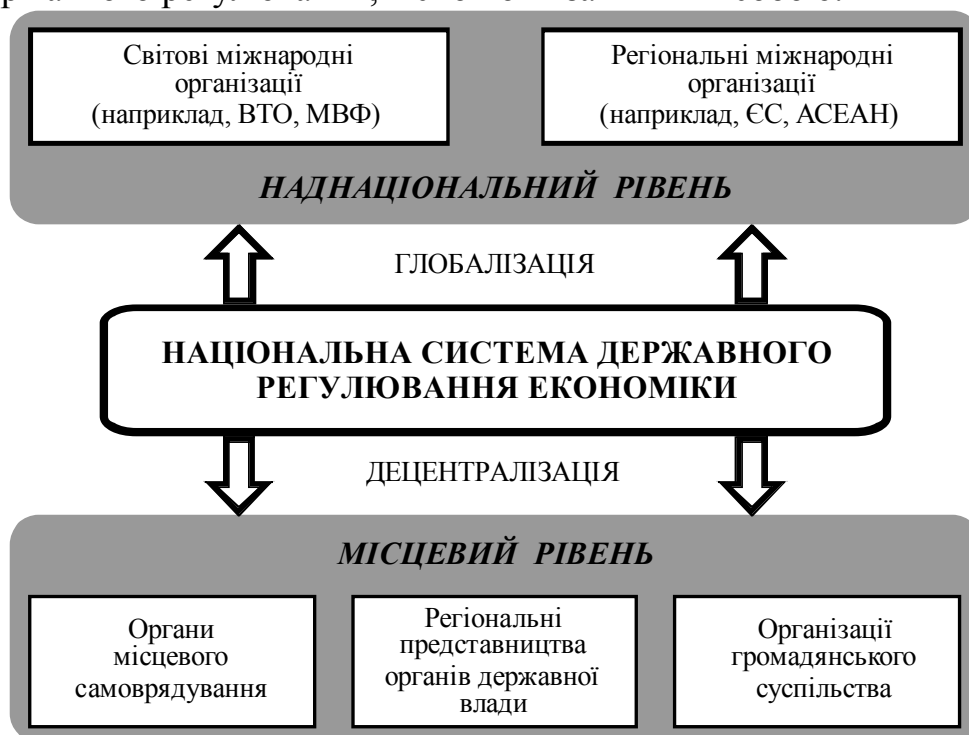 Світові міжнародні
організації
(наприклад, ВТО, МВФ)
Регіональні міжнародні
організації
(наприклад, ЄС, АСЕАН)
НАДНАЦІОНАЛЬНИЙ РІВЕНЬ
ГЛОБАЛІЗАЦІЯ
НАЦІОНАЛЬНА СИСТЕМА ДЕРЖАВНОГО
РЕГУЛЮВАННЯ ЕКОНОМІКИ
ДЕЦЕНТРАЛІЗАЦІЯ
МІСЦЕВИЙ РІВЕНЬ
Органи
місцевого
самоврядування
Регіональні
представництва
органів державної
влади
Організації
громадянського
суспільства